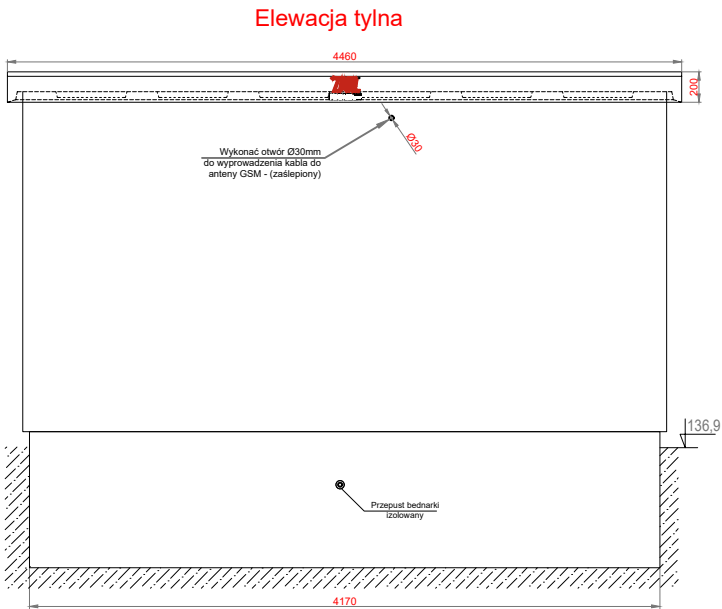 Elewacja tylna
4460
200
Ø30
Wykonać otwór Ø30mm
do wyprowadzenia kabla do
anteny GSM - (zaślepiony)
136,9
Przepust bednarki
izolowany
4170